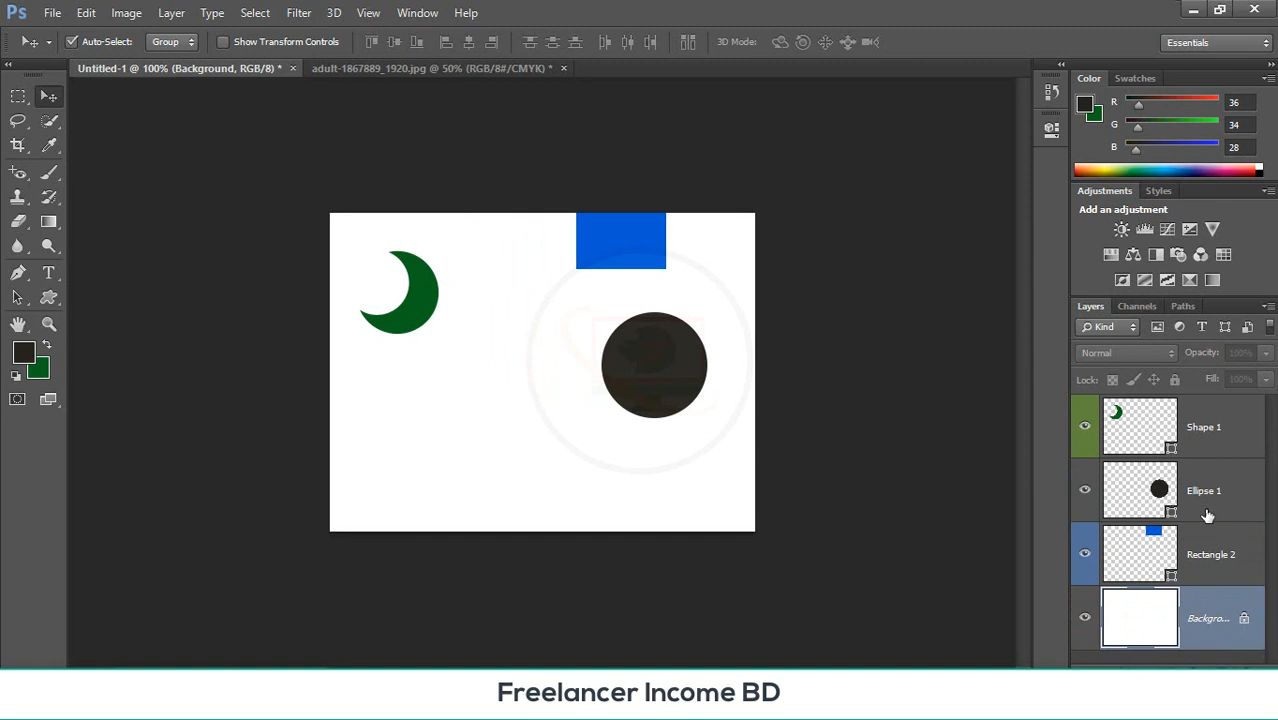 Ps File Edit Image Layer Type Select Filter 3D View Window Help
Auto-Select: Group Show Transform Controls 3D Mode: Essentials
Untitled-1 @ 100% (Background, RGB/8) * × adult-1867889_1920.jpg @ 50% (RGB/8#/CMYK) * ×
Color Swatches
R 36
G 34
B 28
Adjustments Styles
Add an adjustment
Layers Channels Paths
Kind
Normal Opacity: 100%
Lock: Fill: 100%
Shape 1
Ellipse 1
Rectangle 2
Backgro...
Freelancer Income BD